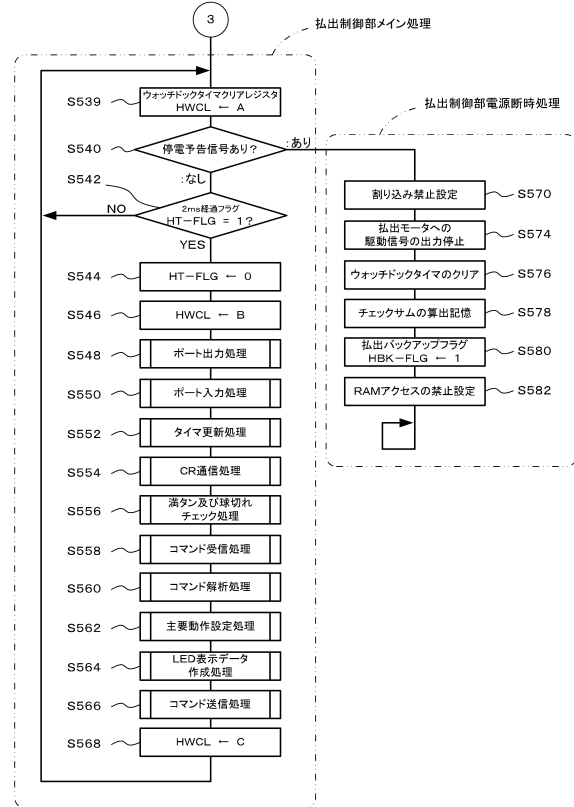 3
払出制御部メイン処理
S539
ウォッチドックタイマクリアレジスタ
HWCL ← A
S540
停電予告信号あり?
:あり
:なし
S542
2ms経過フラグ
HT-FLG = 1?
NO
YES
S544
HT-FLG ← 0
S546
HWCL ← B
S548
ポート出力処理
S550
ポート入力処理
S552
タイマ更新処理
S554
CR通信処理
S556
満タン及び球切れ
チェック処理
S558
コマンド受信処理
S560
コマンド解析処理
S562
主要動作設定処理
S564
LED表示データ
作成処理
S566
コマンド送信処理
S568
HWCL ← C
払出制御部電源断時処理
割り込み禁止設定
S570
払出モータへの
駆動信号の出力停止
S574
ウォッチドックタイマのクリア
S576
チェックサムの算出記憶
S578
払出バックアップフラグ
HBK-FLG ← 1
S580
RAMアクセスの禁止設定
S582